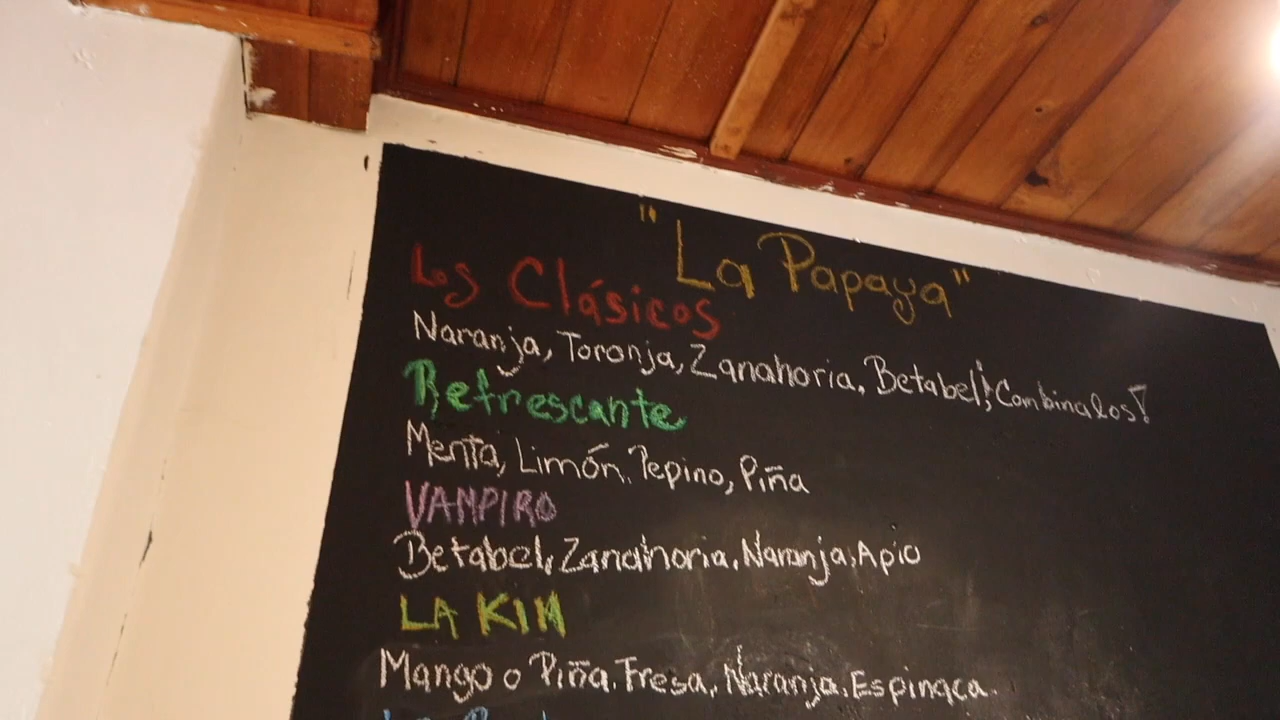 "La Papaya"
Los Clásicos
Naranja, Toronja, Zanahoria, Betabel ¡Combinalos!
Refrescante
Menta, Limón, Pepino, Piña
VAMPIRO
Betabel, Zanahoria, Naranja, Apio
LA KIM
Mango o Piña, Fresa, Naranja, Espinaca.